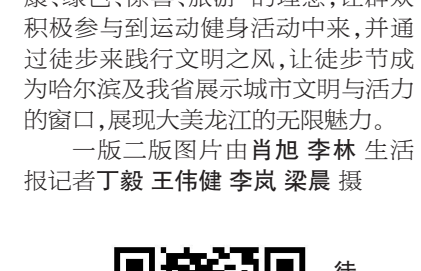 康、绿色、惊喜、旅游”的理念,让群众
积极参与到运动健身活动中来,并通
过徒步来践行文明之风,让徒步节成
为哈尔滨及我省展示城市文明与活力
的窗口,展现大美龙江的无限魅力。
一版二版图片由肖旭 李林 生活
报记者丁毅 王伟健 李岚 梁晨 摄
徒